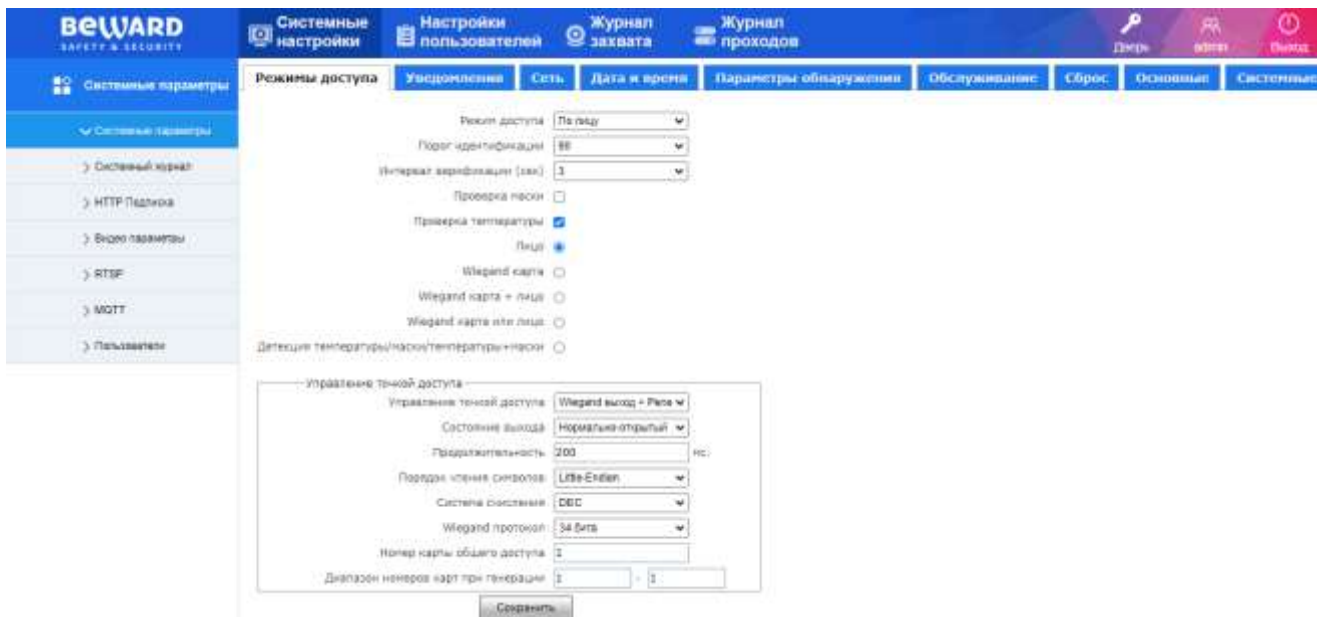 BEWARD
SAFETY & SECURITY
Системные настройки
Настройки пользователей
Журнал захвата
Журнал проходов
Дверь
admin
Выход
Системные параметры
Режимы доступа
Уведомления
Сеть
Дата и время
Параметры обнаружения
Обслуживание
Сброс
Основные
Системные
Системные параметры
Системный журнал
HTTP Подписка
Видео параметры
RTSP
MQTT
Пользователи
Режим доступа По лицу
Порог идентификации
Интервал верификации (сек) 3
Проверка маски
Проверка температуры
Лицо
Wiegand карта
Wiegand карта + лицо
Wiegand карта или лицо
Детекция температуры/маски/температуры+маски
Управление точкой доступа
Управление точкой доступа Wiegand выход + Реле
Состояние выхода Нормально-открытый
Продолжительность 200 мс.
Порядок чтения символов Little-Endien
Система счисления DEC
Wiegand протокол 34 бита
Номер карты общего доступа 1
Диапазон номеров карт при генерации 1 - 1
Сохранить